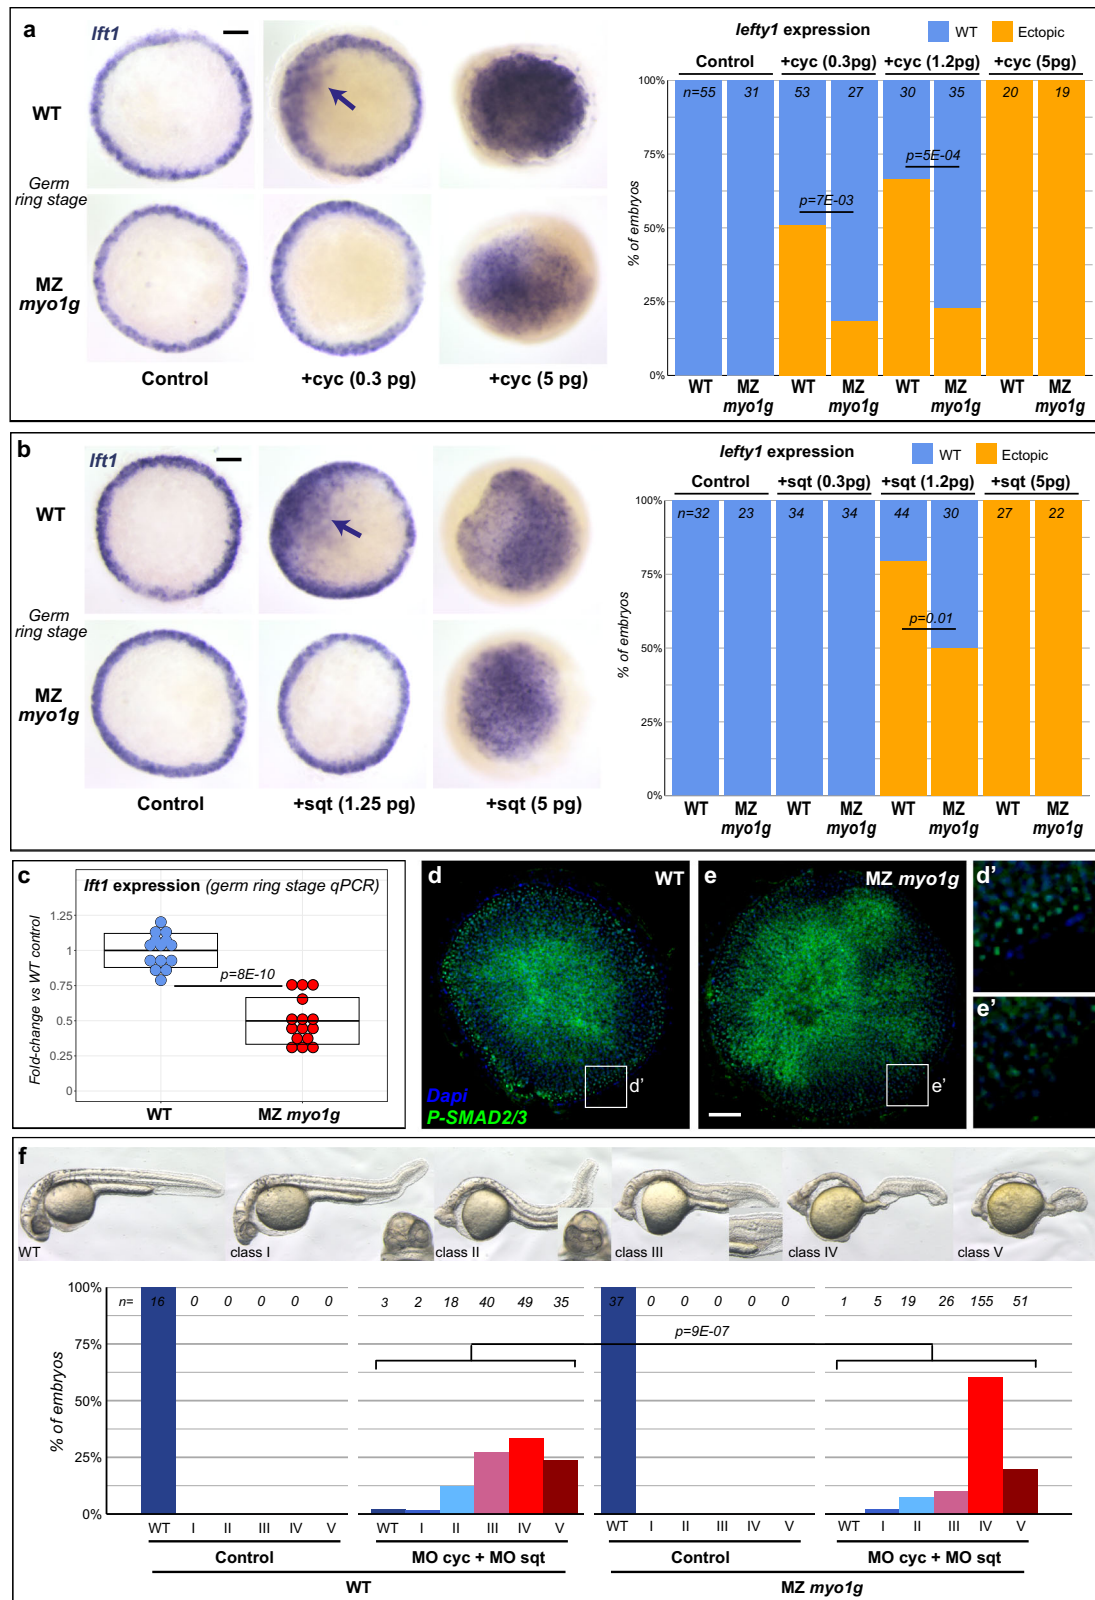 a
lft1
WT
Germ
ring stage
MZ
myo1g
Control
+cyc (0.3 pg)
+cyc (5 pg)
lefty1 expression
WT
Ectopic
Control
+cyc (0.3pg)
+cyc (1.2pg)
+cyc (5pg)
% of embryos
100%
75%
50%
25%
0%
n=55 31 53 27 30 35 20 19
p=7E-03
p=5E-04
WT MZ WT MZ WT MZ WT MZ
myo1g myo1g myo1g myo1g
b
lft1
WT
Germ
ring stage
MZ
myo1g
Control
+sqt (1.25 pg)
+sqt (5 pg)
lefty1 expression
WT
Ectopic
Control
+sqt (0.3pg)
+sqt (1.2pg)
+sqt (5pg)
% of embryos
100%
75%
50%
25%
0%
n=32 23 34 34 44 30 27 22
p=0.01
WT MZ WT MZ WT MZ WT MZ
myo1g myo1g myo1g myo1g
c
lft1 expression (germ ring stage qPCR)
Fold-change vs WT control
1.25
1
0.75
0.5
0.25
0
p=8E-10
WT
MZ myo1g
d
WT
d'
Dapi
P-SMAD2/3
e
MZ myo1g
e'
d'
e'
f
WT
class I
class II
class III
class IV
class V
% of embryos
100%
75%
50%
25%
0%
n= 16 0 0 0 0 0 3 2 18 40 49 35 37 0 0 0 0 0 1 5 19 26 155 51
p=9E-07
WT I II III IV V WT I II III IV V WT I II III IV V WT I II III IV V
Control
MO cyc + MO sqt
Control
MO cyc + MO sqt
WT
MZ myo1g